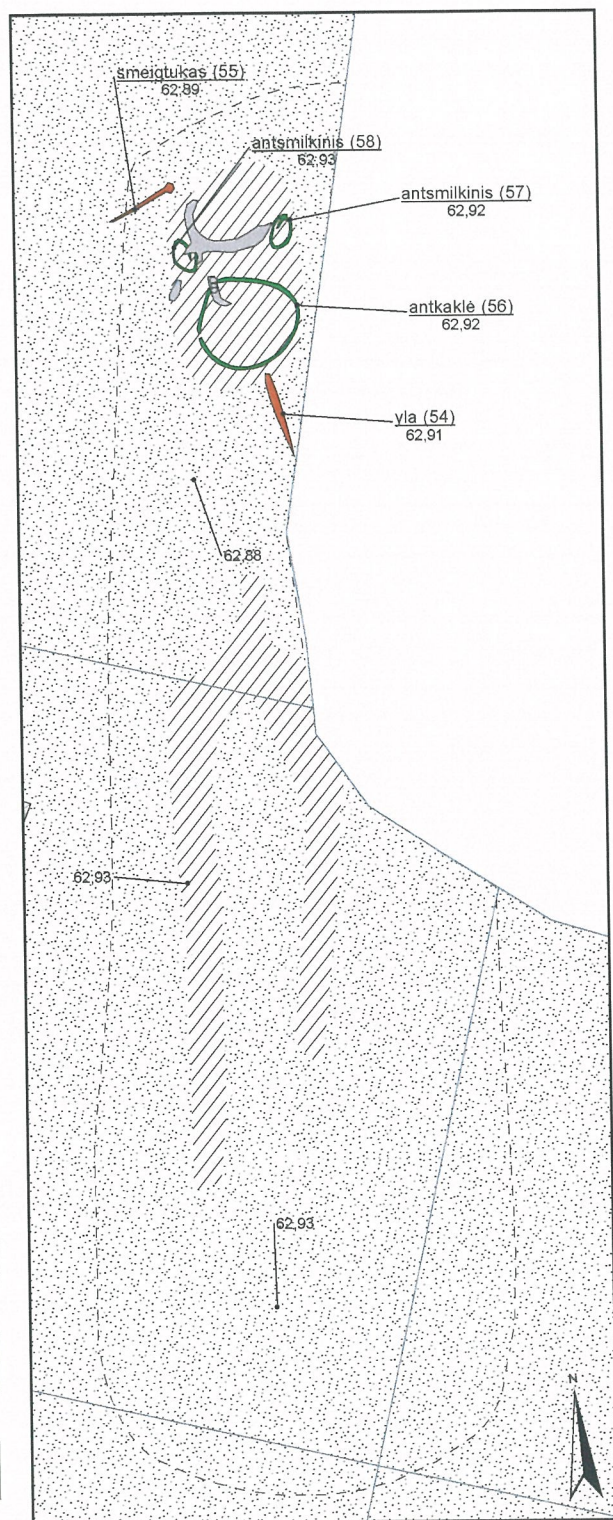 smeigtukas (55)
62,89
antsmilkinis (58)
62,93
antsmilkinis (57)
62,92
antkaklė (56)
62,92
yla (54)
62,91
62,88
62,93
62,93
N